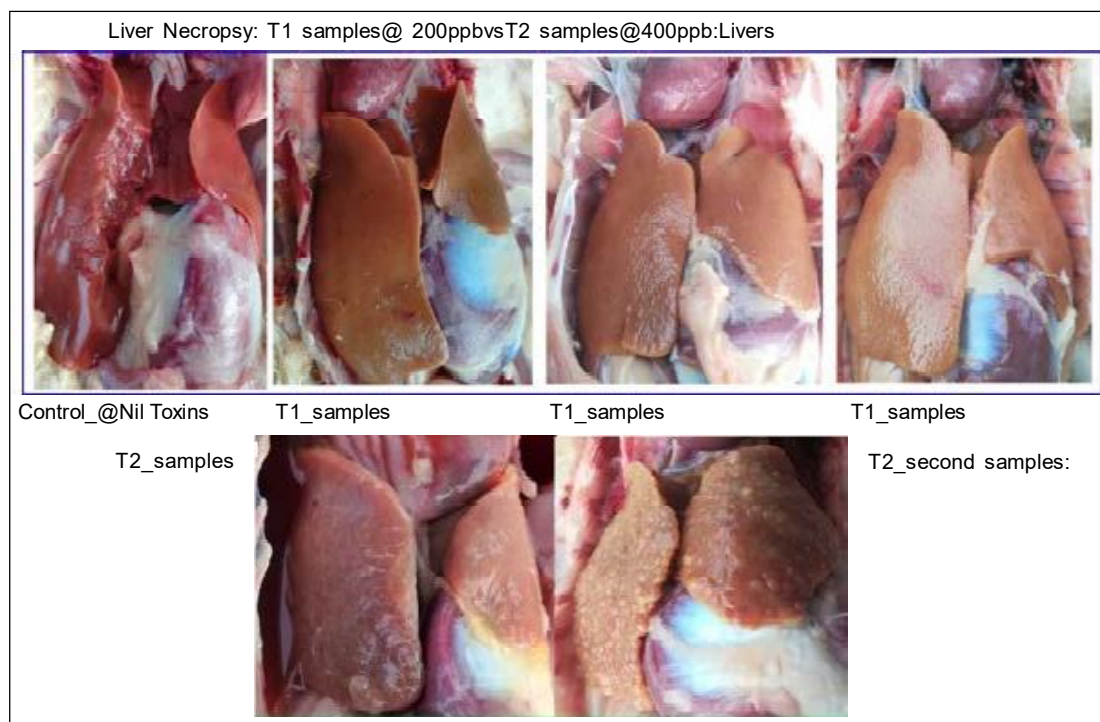 Liver Necropsy: T1 samples@ 200ppbvsT2 samples@400ppb:Livers
Control_@Nil Toxins T1_samples T1_samples T1_samples
T2_samples T2_second samples: